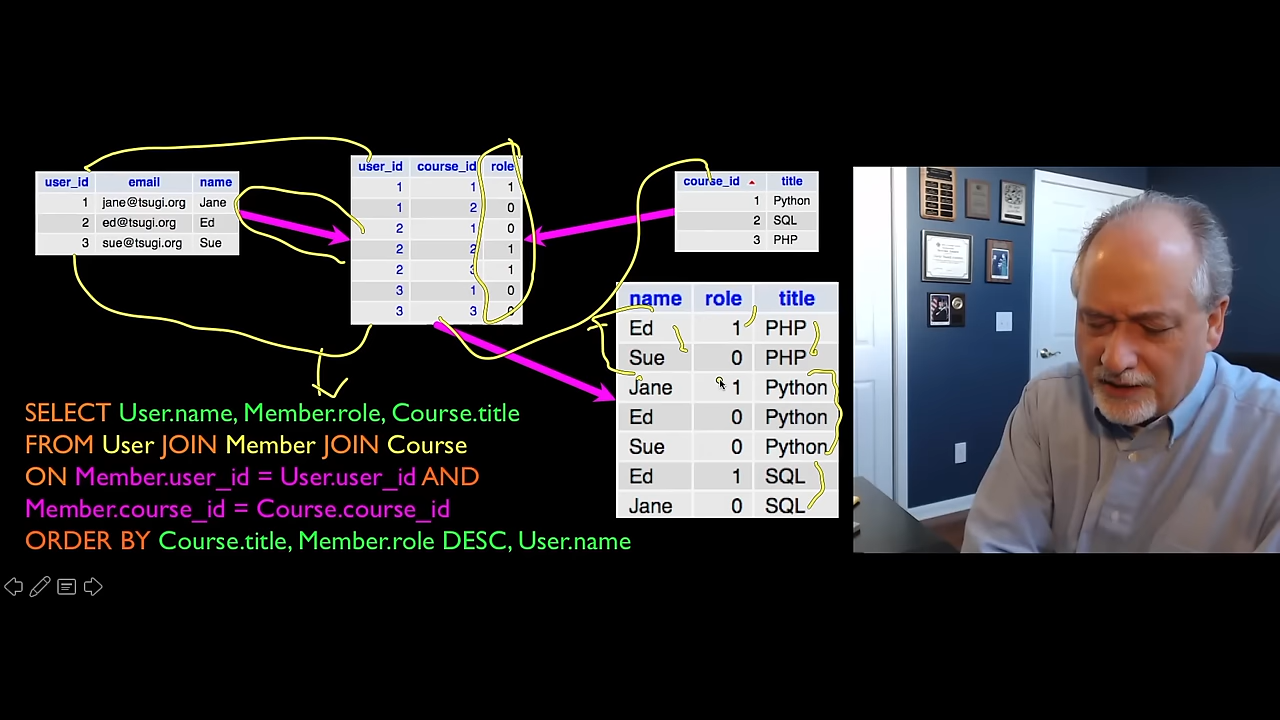 user_id email name
1 jane@tsugi.org Jane
2 ed@tsugi.org Ed
3 sue@tsugi.org Sue
user_id course_id role
1 1 1
1 2 0
2 1 0
2 2 1
2 3 1
3 1 0
3 3 0
course_id title
1 Python
2 SQL
3 PHP
name role title
Ed 1 PHP
Sue 0 PHP
Jane 1 Python
Ed 0 Python
Sue 0 Python
Ed 1 SQL
Jane 0 SQL
SELECT User.name, Member.role, Course.title
FROM User JOIN Member JOIN Course
ON Member.user_id = User.user_id AND
Member.course_id = Course.course_id
ORDER BY Course.title, Member.role DESC, User.name